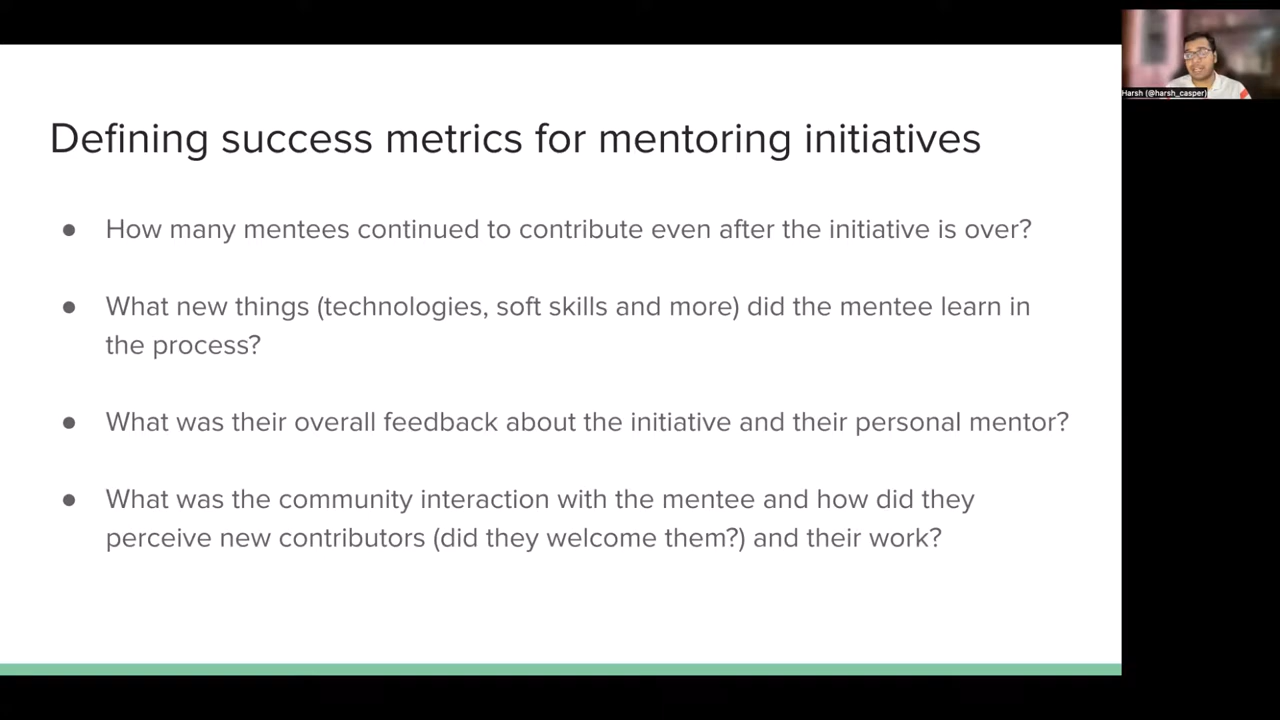 Defining success metrics for mentoring initiatives
● How many mentees continued to contribute even after the initiative is over?
● What new things (technologies, soft skills and more) did the mentee learn in
the process?
● What was their overall feedback about the initiative and their personal mentor?
● What was the community interaction with the mentee and how did they
perceive new contributors (did they welcome them?) and their work?
Harsh (@harsh_casper)